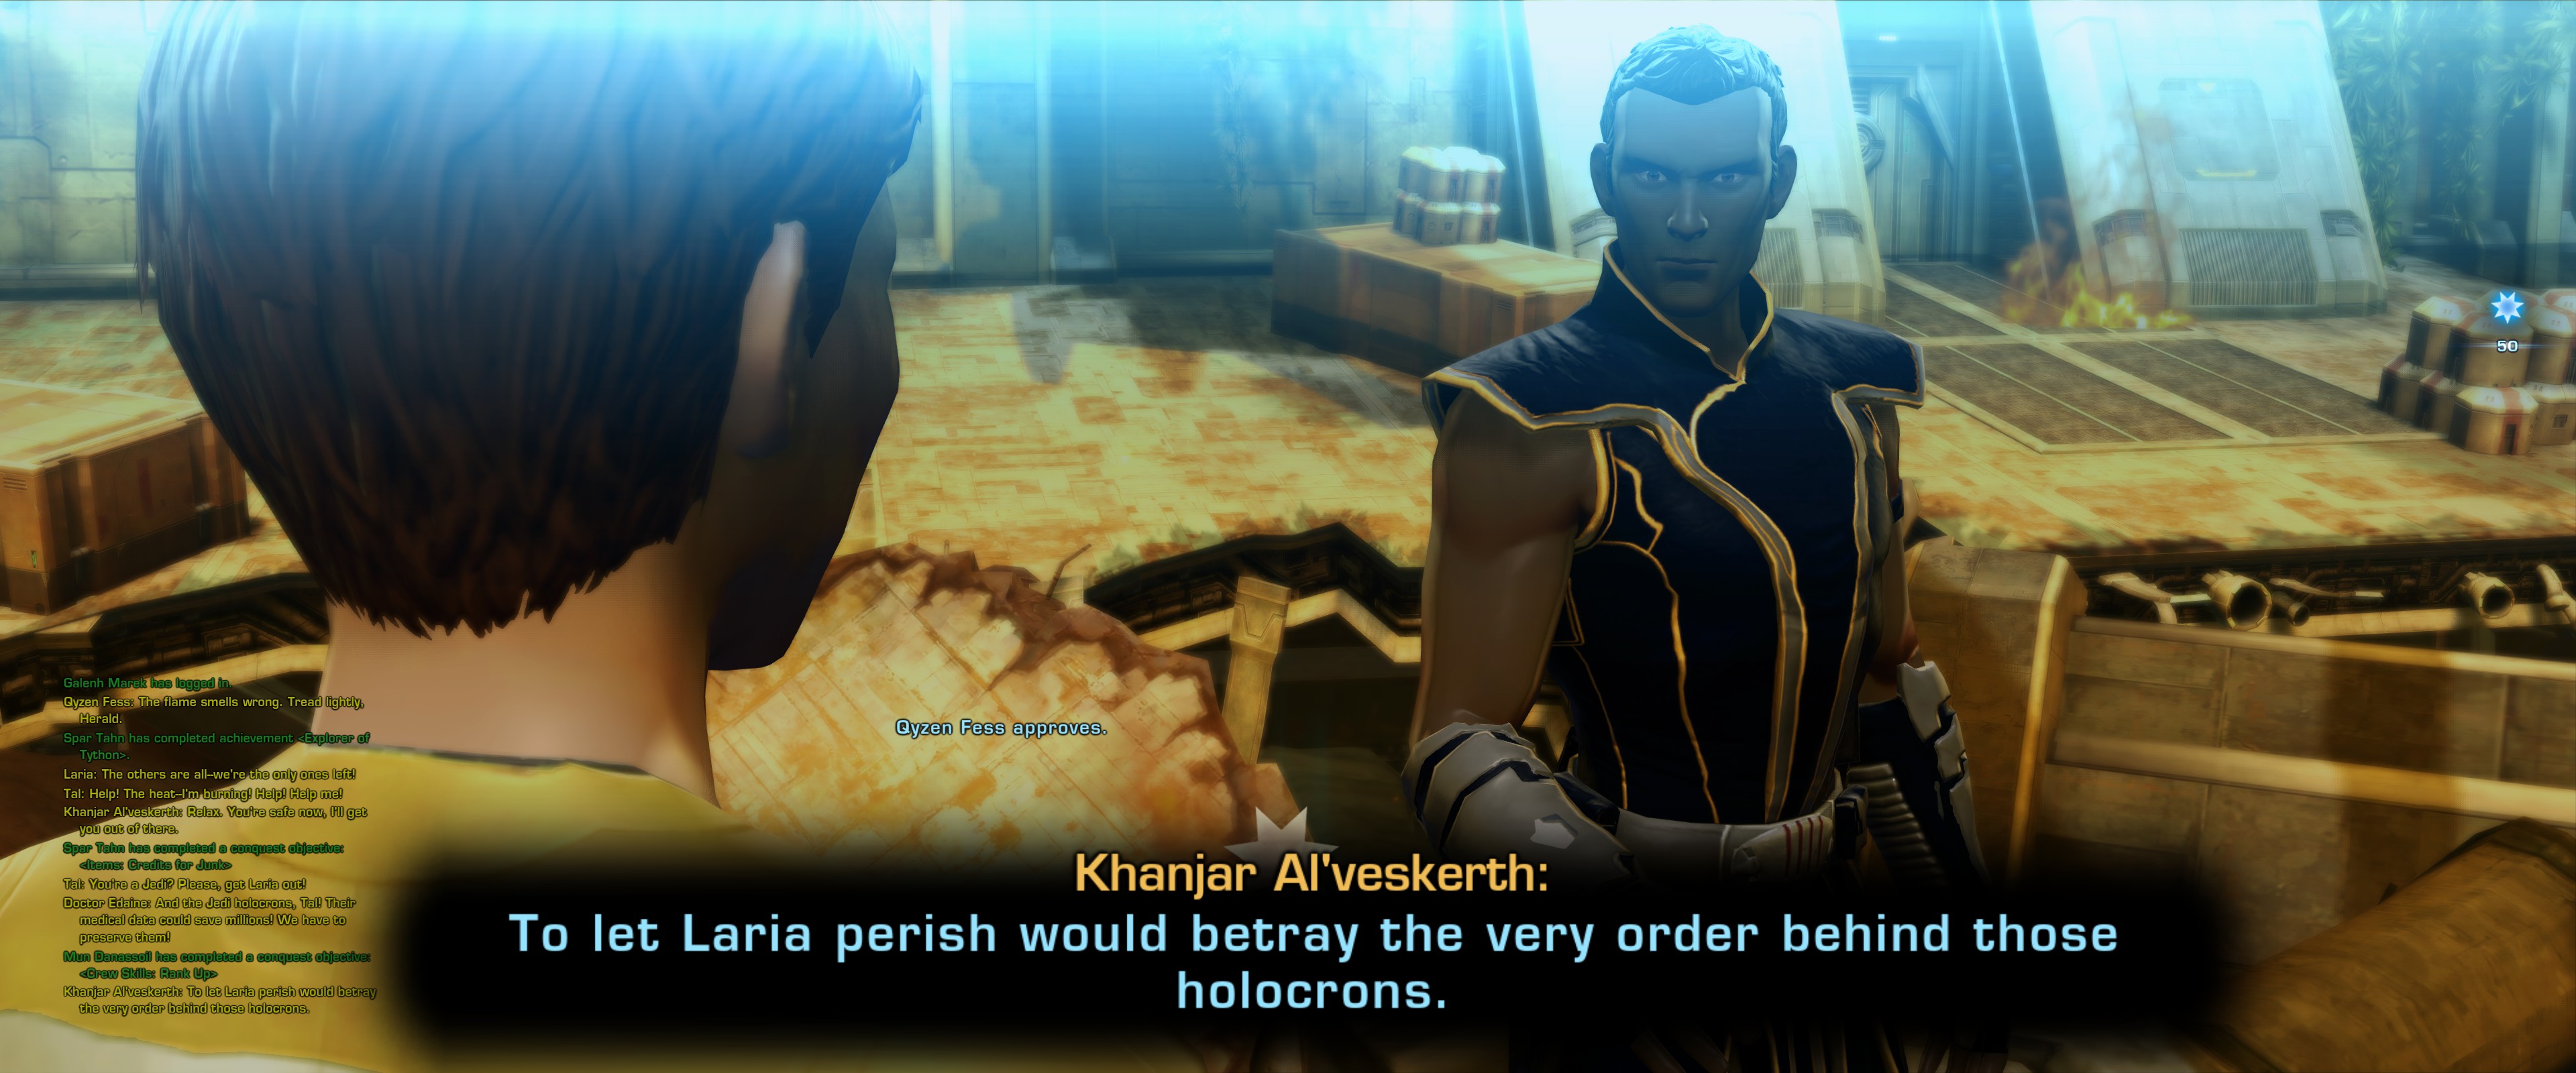 50
Galenh Marek has logged in.
Qyzen Fess: The flame smells wrong. Tread lightly,
Herald.
Spar Tahn has completed achievement <Explorer of
Tython>.
Laria: The others are all–we're the only ones left!
Tal: Help! The heat–I'm burning! Help! Help me!
Khanjar Al'veskerth: Relax. You're safe now, I'll get
you out of there.
Spar Tahn has completed a conquest objective:
<Items: Credits for Junk>
Tal: You're a Jedi? Please, get Laria out!
Doctor Edaine: And the Jedi holocrons, Tal! Their
medical data could save millions! We have to
preserve them!
Mun Danassoil has completed a conquest objective:
<Crew Skills: Rank Up>
Khanjar Al'veskerth: To let Laria perish would betray
the very order behind those holocrons.
Qyzen Fess approves.
Khanjar Al'veskerth:
To let Laria perish would betray the very order behind those
holocrons.